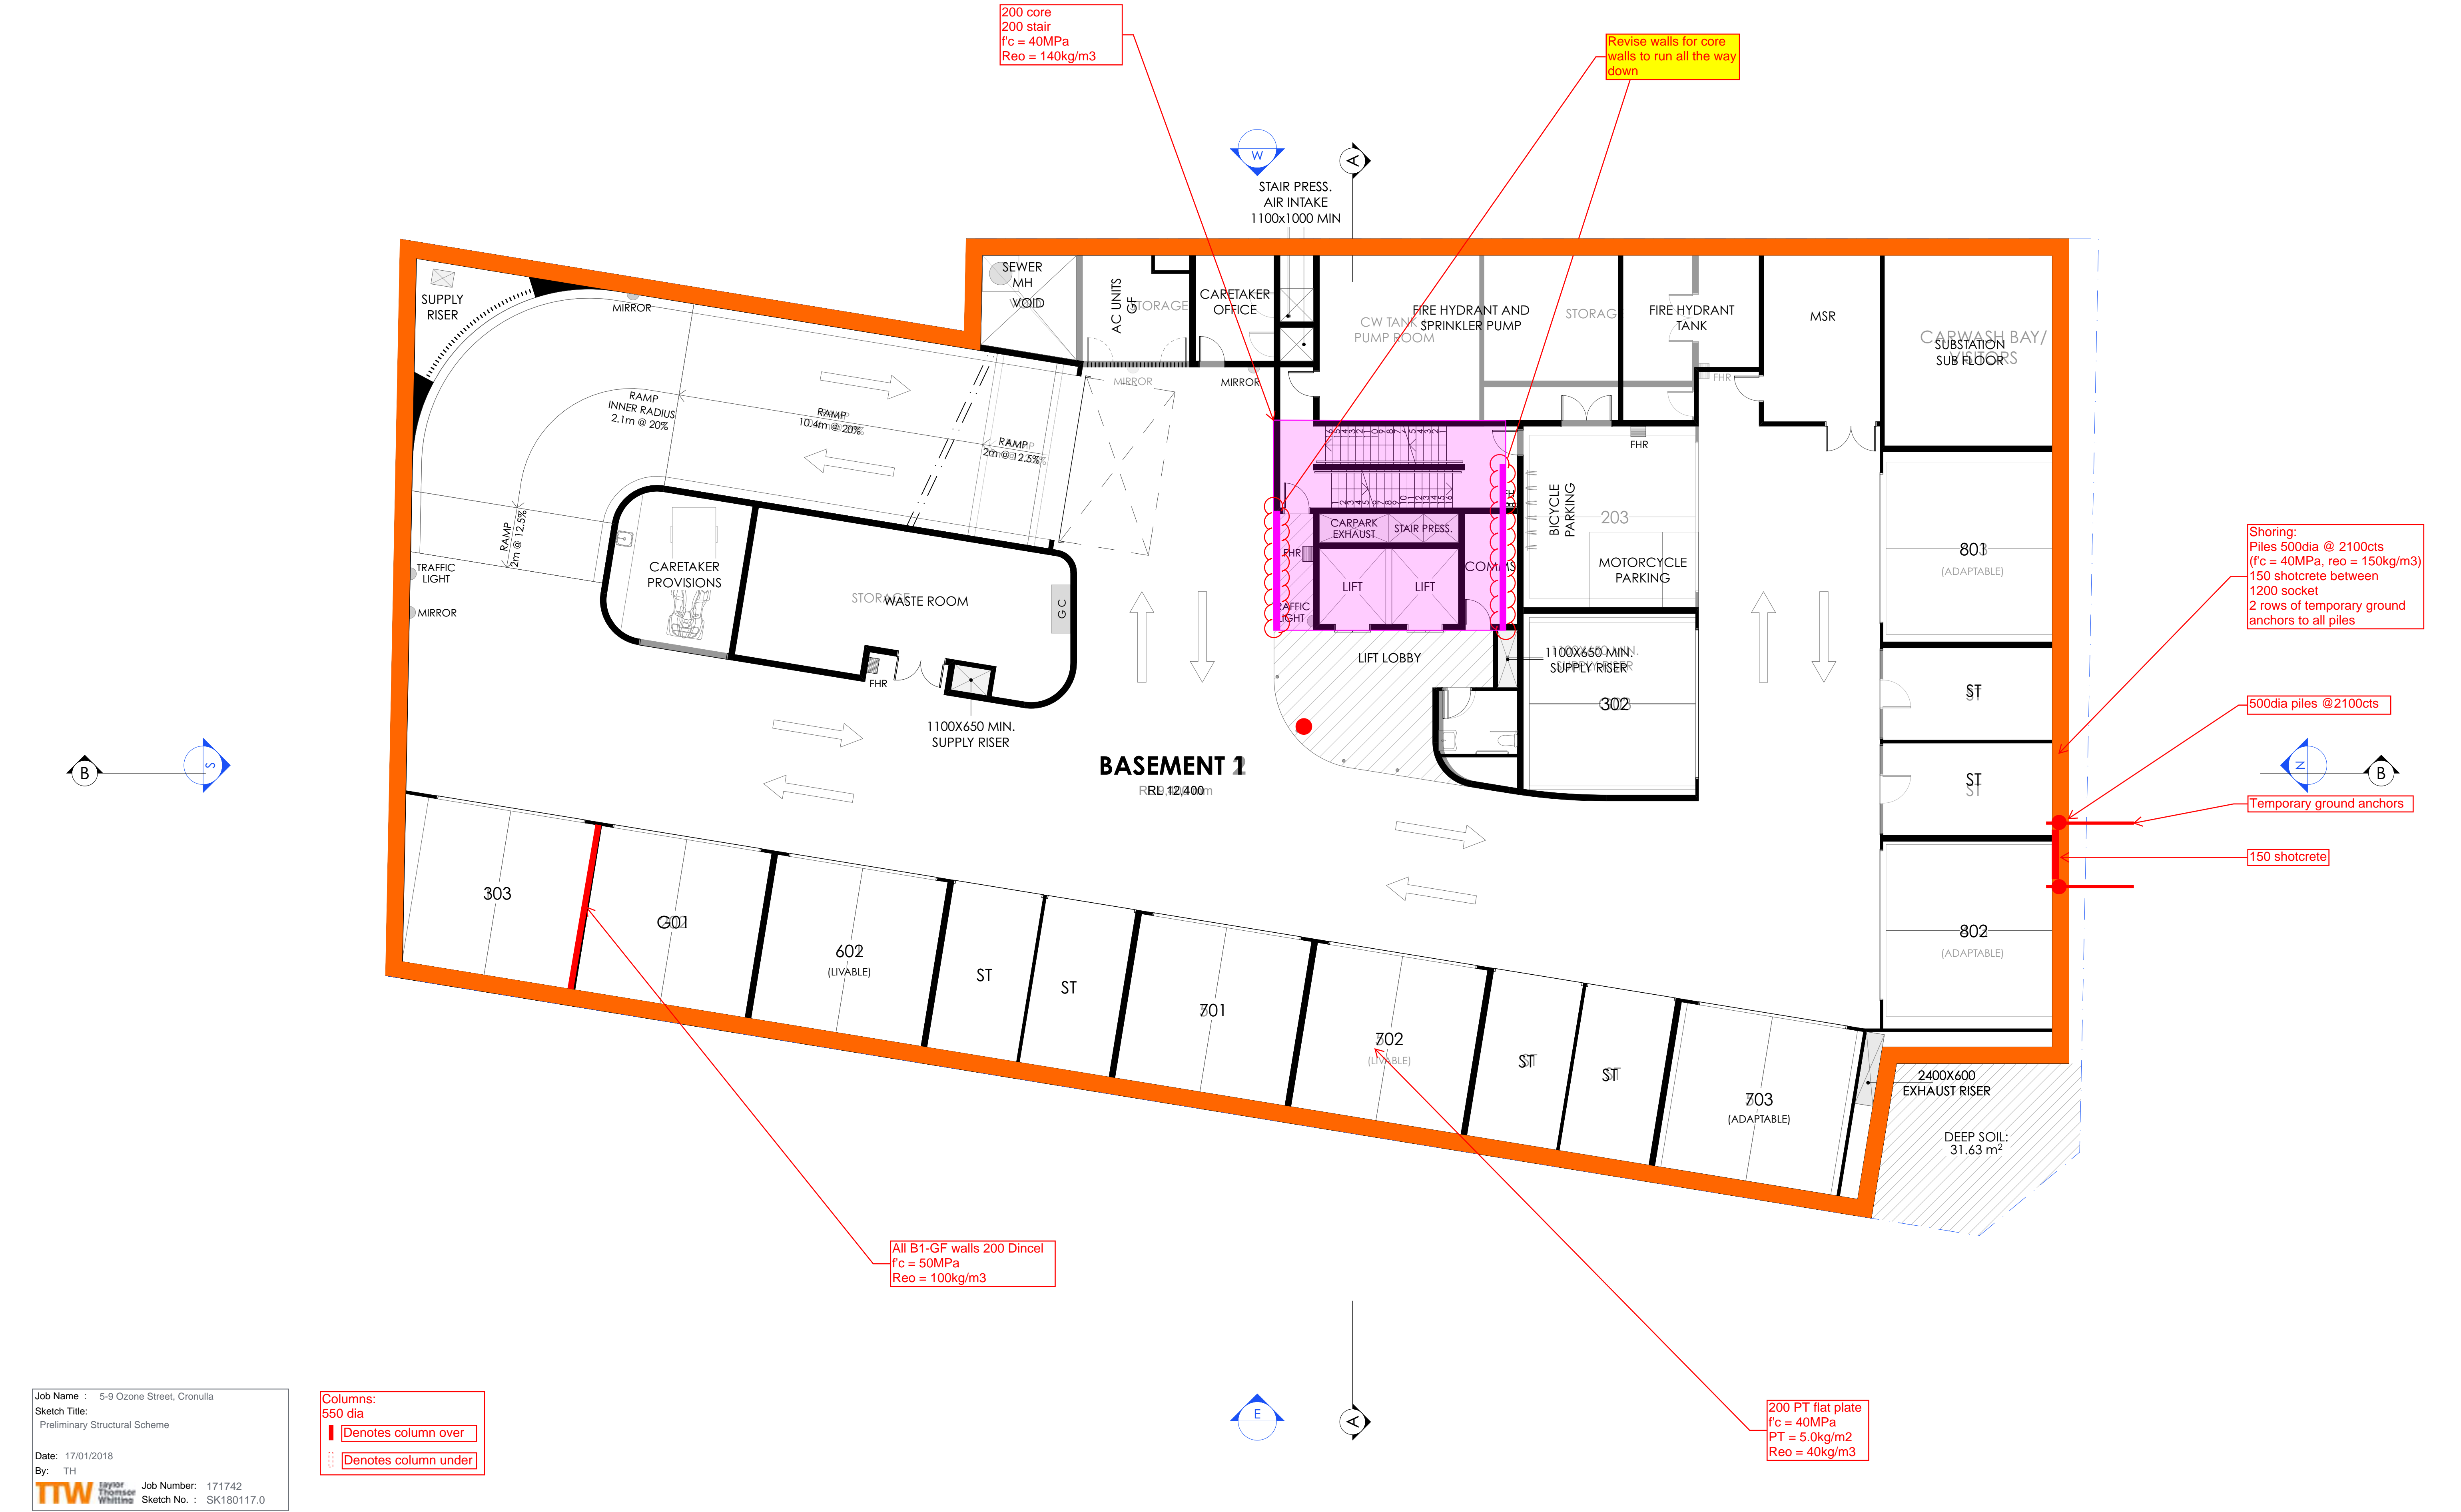 200 core
200 stair
f'c = 40MPa
Reo = 140kg/m3
Revise walls for core
walls to run all the way
down
W
A
STAIR PRESS.
AIR INTAKE
1100x1000 MIN
SUPPLY
RISER
MIRROR
SEWER
MH
VOID
AC UNITS
GF
STORAGE
CARETAKER
OFFICE
MIRROR
MIRROR
FIRE HYDRANT AND
SPRINKLER PUMP
CW TANK
PUMP ROOM
STORAG
FIRE HYDRANT
TANK
FHR
MSR
CARWASH BAY/
VISITORS
SUBSTATION
SUB FLOOR
RAMP
INNER RADIUS
2.1m @ 20%
RAMP
10.4m @ 20%
RAMP
2m @ 12.5%
RAMP
2m @ 12.5%
TRAFFIC
LIGHT
MIRROR
CARETAKER
PROVISIONS
STORAGE
WASTE ROOM
G C
FHR
1100X650 MIN.
SUPPLY RISER
FHR
CARPARK
EXHAUST
STAIR PRESS.
LIFT
LIFT
COMMS
LIGHT
LIFT LOBBY
FHR
BICYCLE
PARKING
203
MOTORCYCLE
PARKING
1100X650 MIN.
SUPPLY RISER
302
801
(ADAPTABLE)
ST
ST
802
(ADAPTABLE)
Shoring:
Piles 500dia @ 2100cts
(f'c = 40MPa, reo = 150kg/m3)
150 shotcrete between
1200 socket
2 rows of temporary ground
anchors to all piles
500dia piles @2100cts
Temporary ground anchors
150 shotcrete
B
S
N
B
BASEMENT
RL 12,400
303
G01
602
(LIVABLE)
ST
ST
701
702
(LIVABLE)
ST
ST
703
(ADAPTABLE)
2400X600
EXHAUST RISER
DEEP SOIL:
31.63 m²
All B1-GF walls 200 Dincel
f'c = 50MPa
Reo = 100kg/m3
200 PT flat plate
f'c = 40MPa
PT = 5.0kg/m2
Reo = 40kg/m3
E
A
Job Name : 5-9 Ozone Street, Cronulla
Sketch Title:
Preliminary Structural Scheme
Date: 17/01/2018
By: TH
TTW Taylor Thomson Whitting
Job Number: 171742
Sketch No. : SK180117.0
Columns:
550 dia
Denotes column over
Denotes column under